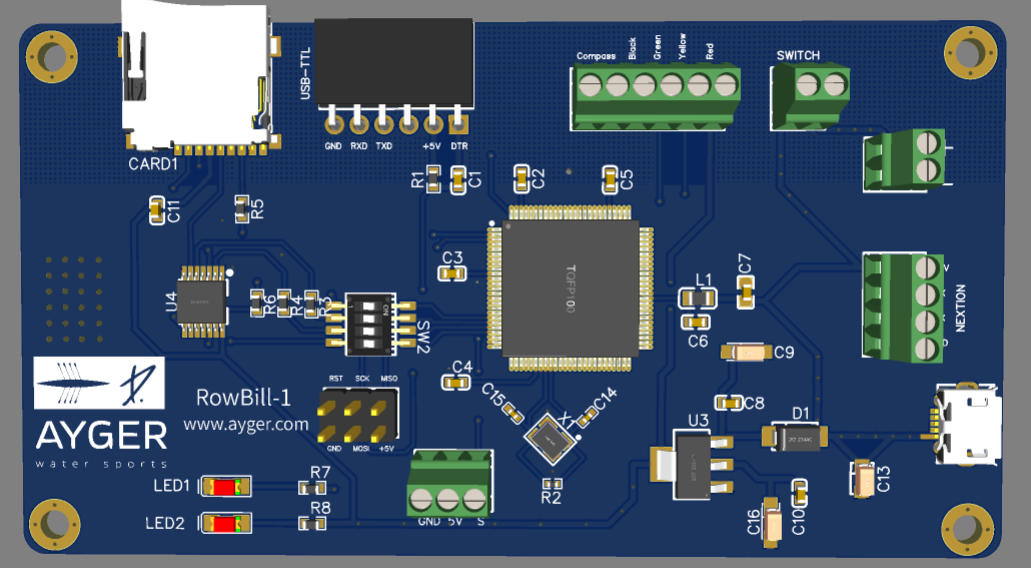 Compass
Black
Green
Yellow
Red
SWITCH
USB-TTL
GND RXD TXD +5V DTR
CARD1
R1
C1
C2
C5
C11
R5
C3
U4
R6
R4
R3
ON
SW2
TQFP100
L1
C7
C6
NEXTION
C9
C4
RST SCK MISO
GND MOSI +5V
C15
C14
X1
R2
C8
U3
D1
C13
C16
C10
RowBill-1
www.ayger.com
AYGER
water sports
LED1
R7
LED2
R8
GND 5V S